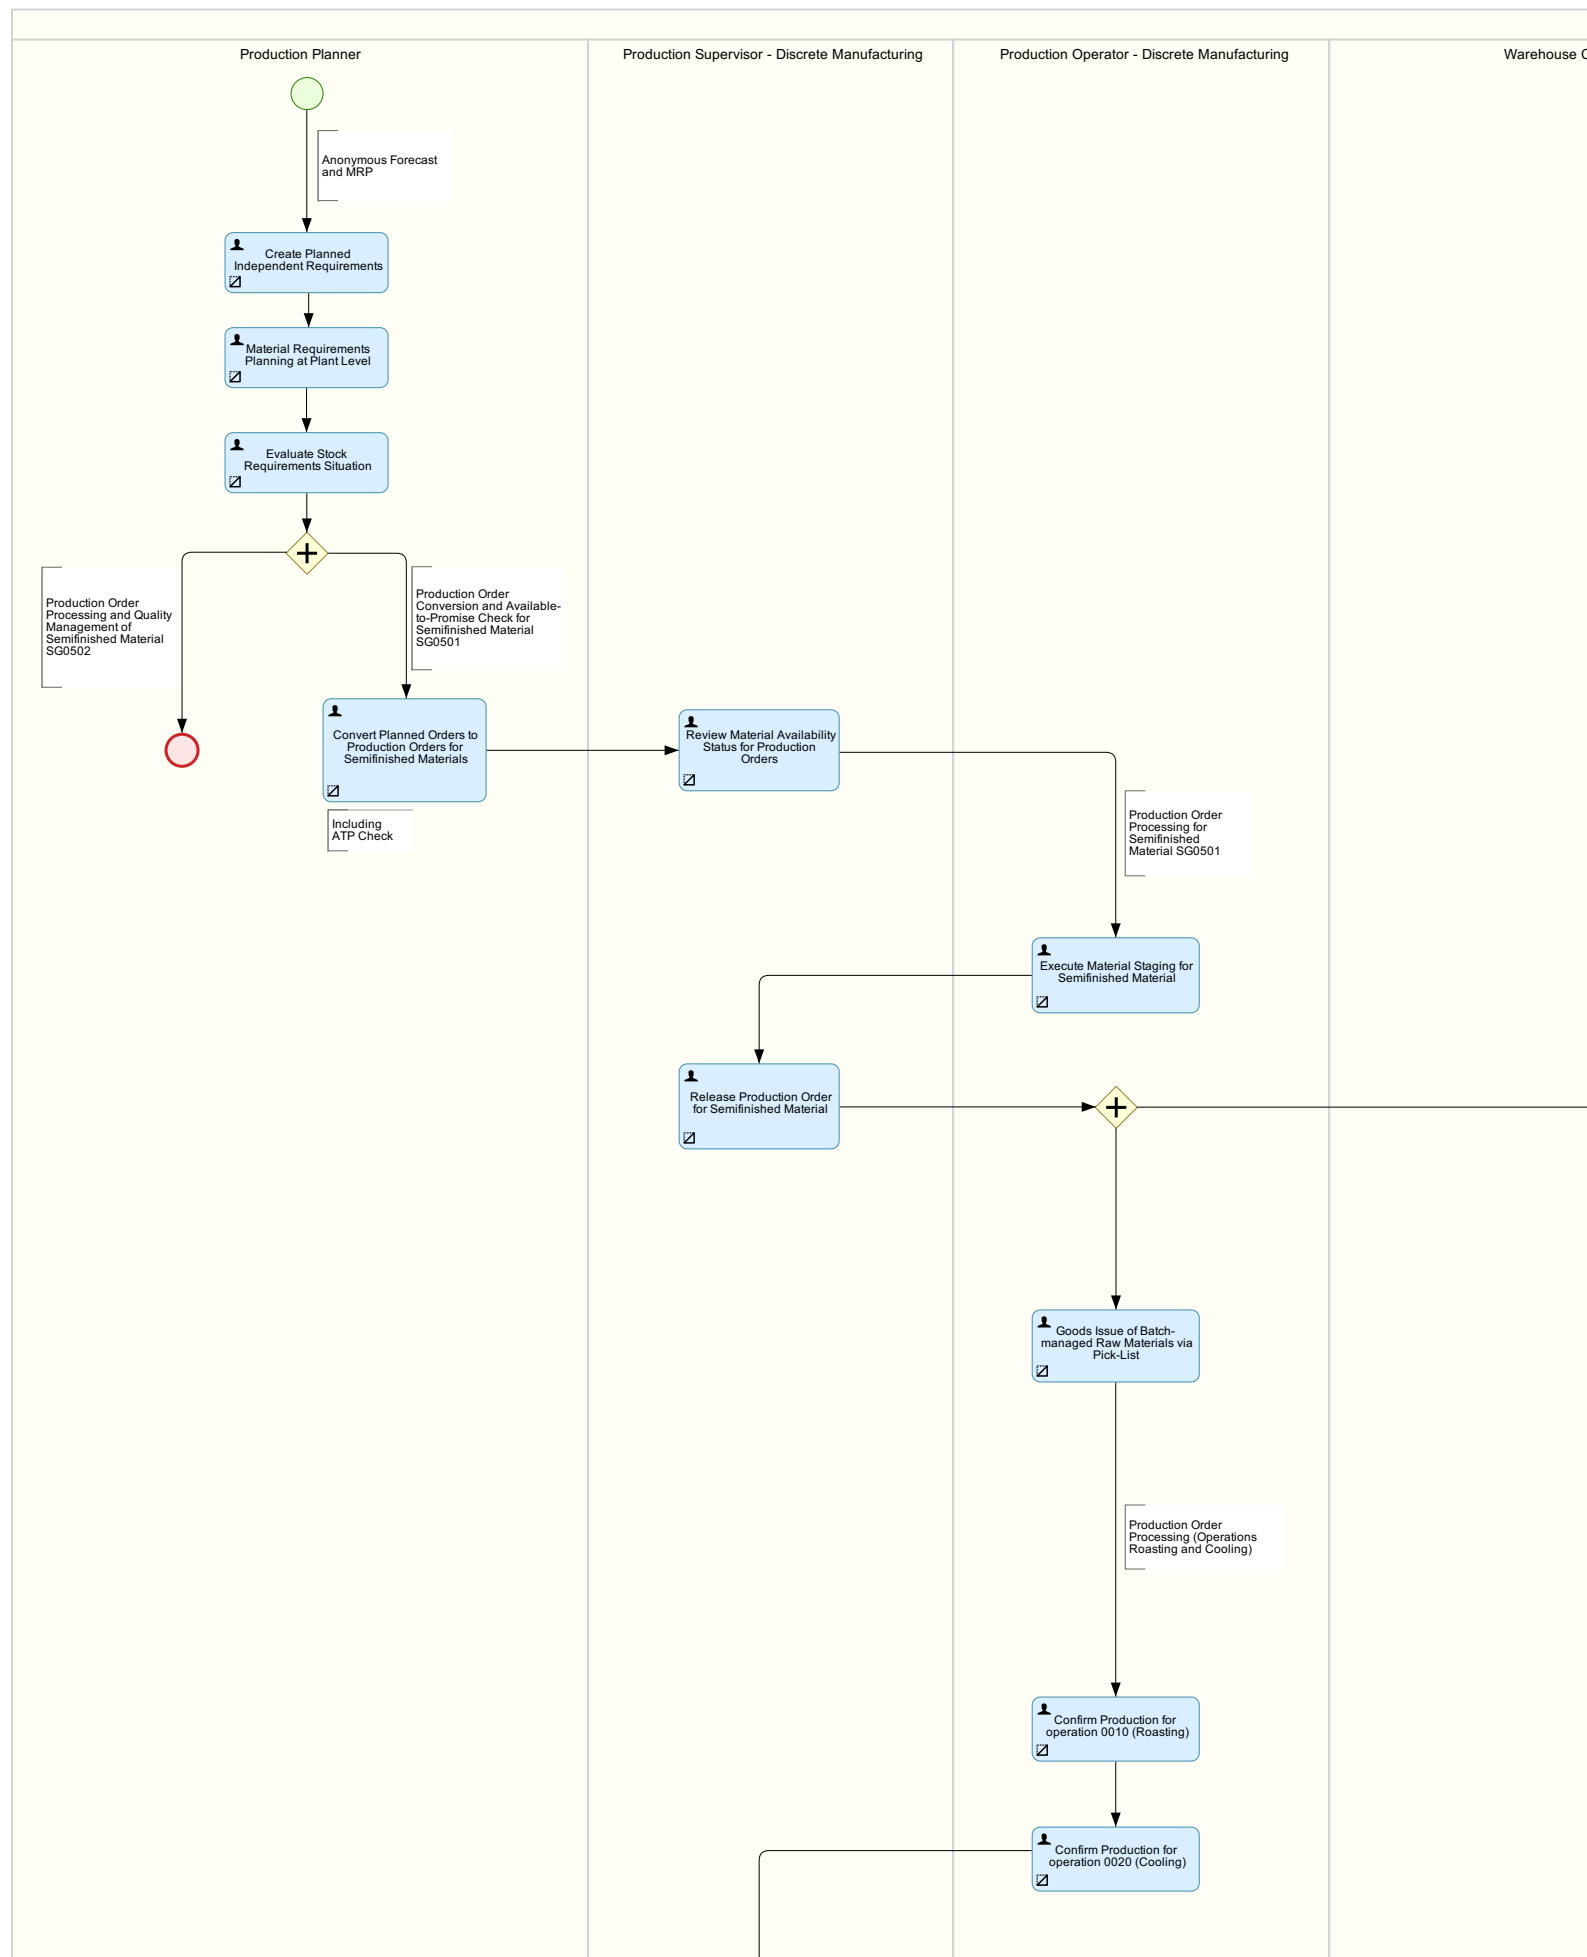 Production Planner
Production Supervisor - Discrete Manufacturing
Production Operator - Discrete Manufacturing
Warehouse
Anonymous Forecast
and MRP
Create Planned
Independent Requirements
Material Requirements
Planning at Plant Level
Evaluate Stock
Requirements Situation
Production Order
Processing and Quality
Management of
Semifinished Material
SG0502
Production Order
Conversion and Available-
to-Promise Check for
Semifinished Material
SG0501
Convert Planned Orders to
Production Orders for
Semifinished Materials
Including
ATP Check
Review Material Availability
Status for Production
Orders
Production Order
Processing for
Semifinished
Material SG0501
Execute Material Staging for
Semifinished Material
Release Production Order
for Semifinished Material
Goods Issue of Batch-
managed Raw Materials via
Pick-List
Production Order
Processing (Operations
Roasting and Cooling)
Confirm Production for
operation 0010 (Roasting)
Confirm Production for
operation 0020 (Cooling)